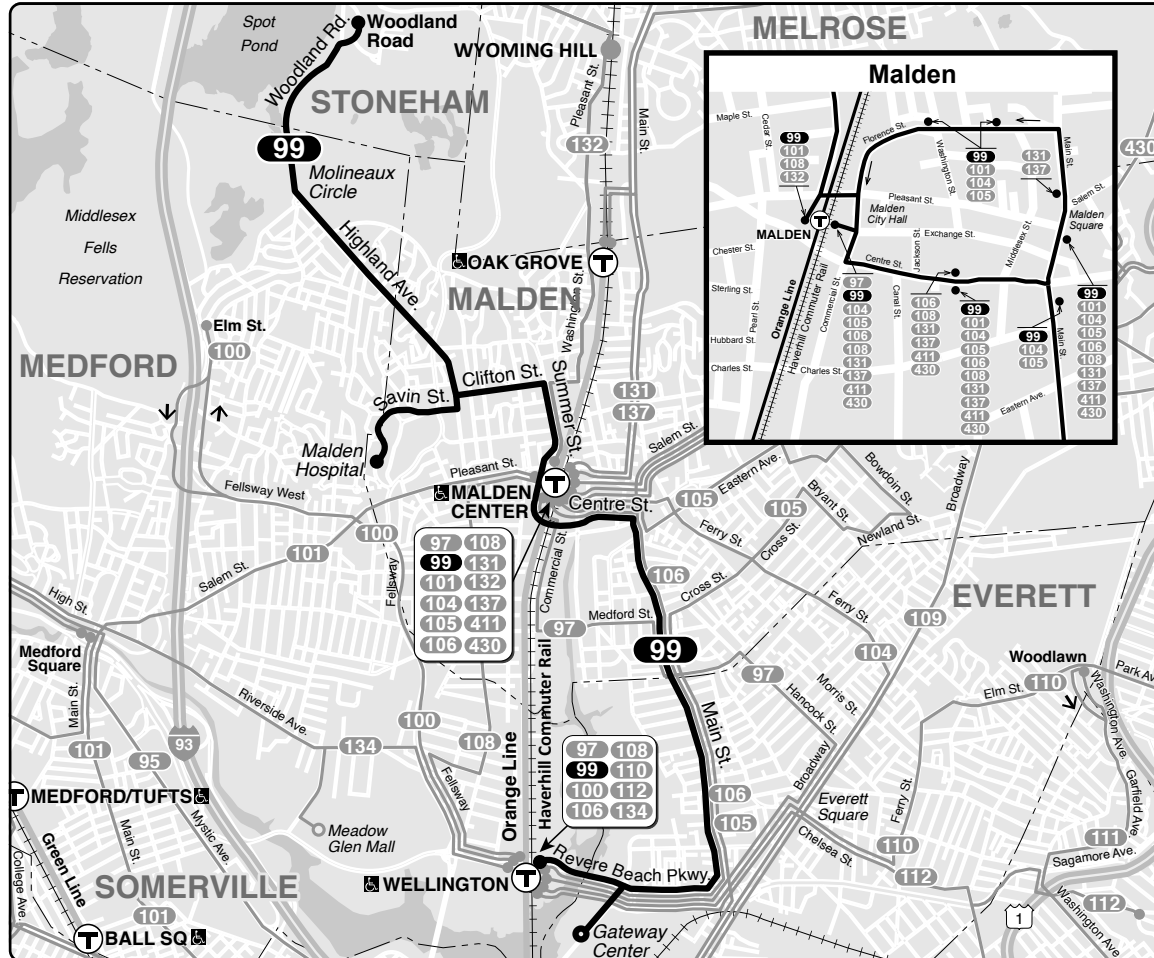 Spot
Pond
Woodland
Road
Woodland Rd.
WYOMING HILL
MELROSE
STONEHAM
99
Pleasant St.
Main St.
132
Molineaux
Circle
Middlesex
Fells
Reservation
Highland Ave.
OAK GROVE
MALDEN
Washington St.
Elm St.
100
MEDFORD
Clifton St.
Summer St.
Savin St.
131
137
Malden
Hospital
Pleasant St.
Salem St.
Fellsway West
MALDEN
CENTER
Centre St.
105
Eastern Ave.
Bowdoin St.
Bryant St.
105
Cross St.
Newland St.
Broadway
430
100
101
Salem St.
Fellsway
97 108
99 131
101 132
104 137
105 411
106 430
Commercial St.
Ferry St.
106
Cross St.
Ferry St.
EVERETT
109
High St.
Medford St.
97
99
104
Medford
Square
Main St.
Woodlawn
Park Av
Elm St.
110
Washington Ave.
97
Hancock St.
Morris St.
Riverside Ave.
100
134
108
101
95
93
Orange Line
Haverhill Commuter Rail
97 108
99 110
100 112
106 134
Main St.
Broadway
Ferry St.
Garfield Ave.
MEDFORD/TUFTS
Fellsway
Mystic Ave.
Main St.
Meadow
Glen Mall
106
105
Everett
Square
Chelsea St.
110
112
111
Sagamore Ave.
Green Line
College Ave.
SOMERVILLE
WELLINGTON
Revere Beach Pkwy.
101
BALL SQ
Gateway
Center
1
112
Washington Ave.
Malden
Maple St.
Cedar St.
99
101
108
132
Florence St.
Washington St.
99
101
104
105
131
137
Main St.
Salem St.
Pleasant St.
Malden
City Hall
Malden
Square
MALDEN
Exchange St.
Jackson St.
Middlesex St.
Chester St.
Centre St.
Sterling St.
Pearl St.
Orange Line
Haverhill Commuter Rail
Commercial St.
97
99
104
105
106
108
131
137
411
430
Canal St.
106
108
131
137
411
430
99
101
104
105
106
108
131
137
411
430
99
104
105
Main St.
99
101
104
105
106
108
131
137
411
430
Hubbard St.
Charles St.
Charles St.
Eastern Ave.
T
T
T
T
T
T